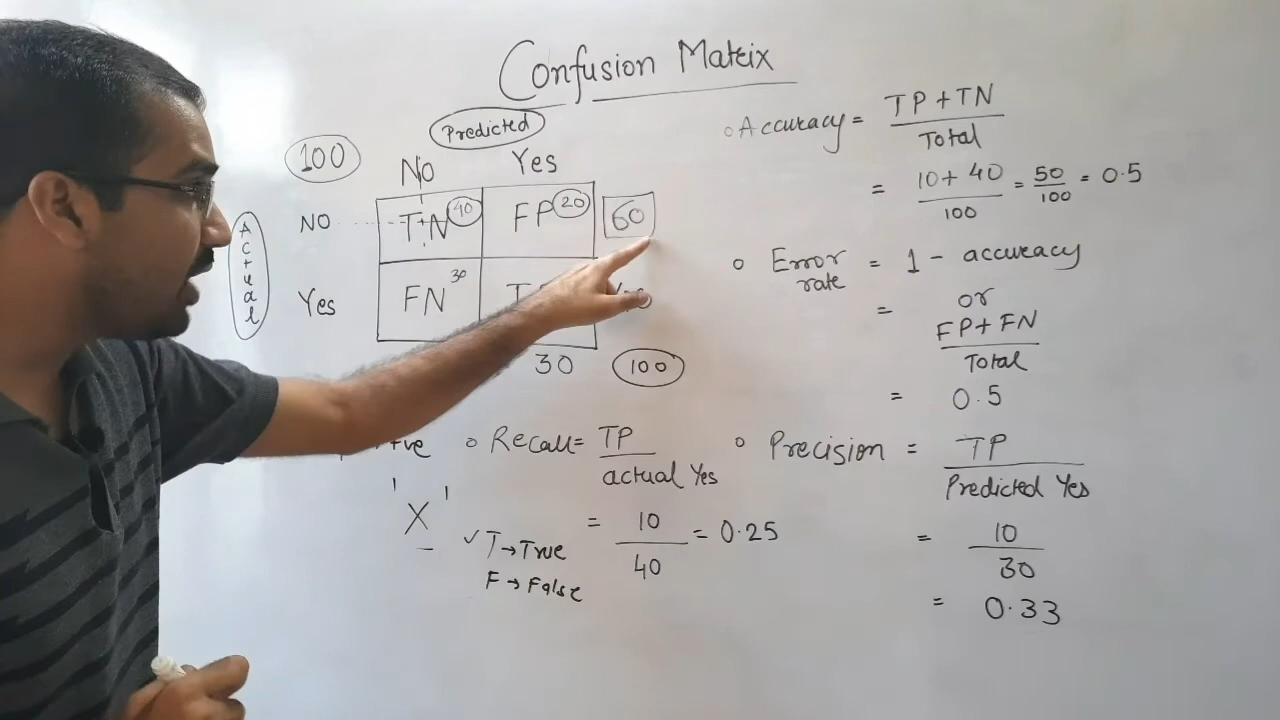 Confusion Matrix
Predicted
100
No Yes
Actual
NO TN 40 FP 20 60
Yes FN 30
30 100
Accuracy = TP + TN
Total
= 10 + 40 = 50 = 0.5
100 100
Error rate = 1 - accuracy
or
= FP + FN
Total
= 0.5
+ve
Recall = TP
actual Yes
= 10 = 0.25
40
'X'
✓ T → True
F → False
Precision = TP
Predicted Yes
= 10
30
= 0.33